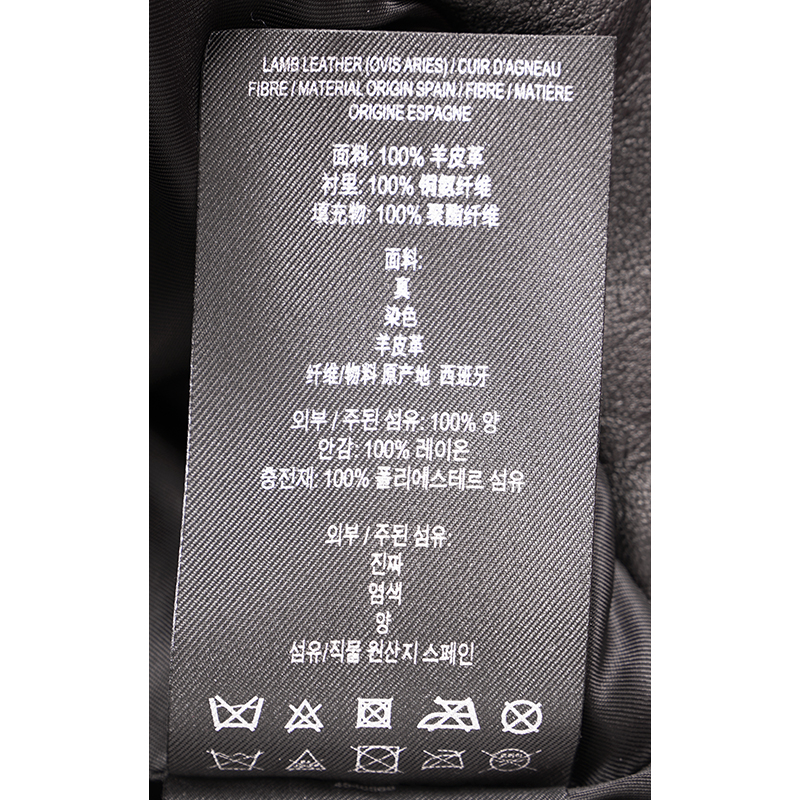 LAMB LEATHER (OVIS ARIES) / CUIR D'AGNEAU
FIBRE / MATERIAL ORIGIN SPAIN / FIBRE / MATIÈRE
ORIGINE ESPAGNE
面料: 100% 羊皮革
衬里: 100% 铜氨纤维
填充物: 100% 聚酯纤维
面料:
真
染色
羊皮革
纤维/物料 原产地 西班牙
외부 / 주된 섬유: 100% 양
안감: 100% 레이온
충전재: 100% 폴리에스테르 섬유
외부 / 주된 섬유:
진짜
염색
양
섬유/직물 원산지 스페인